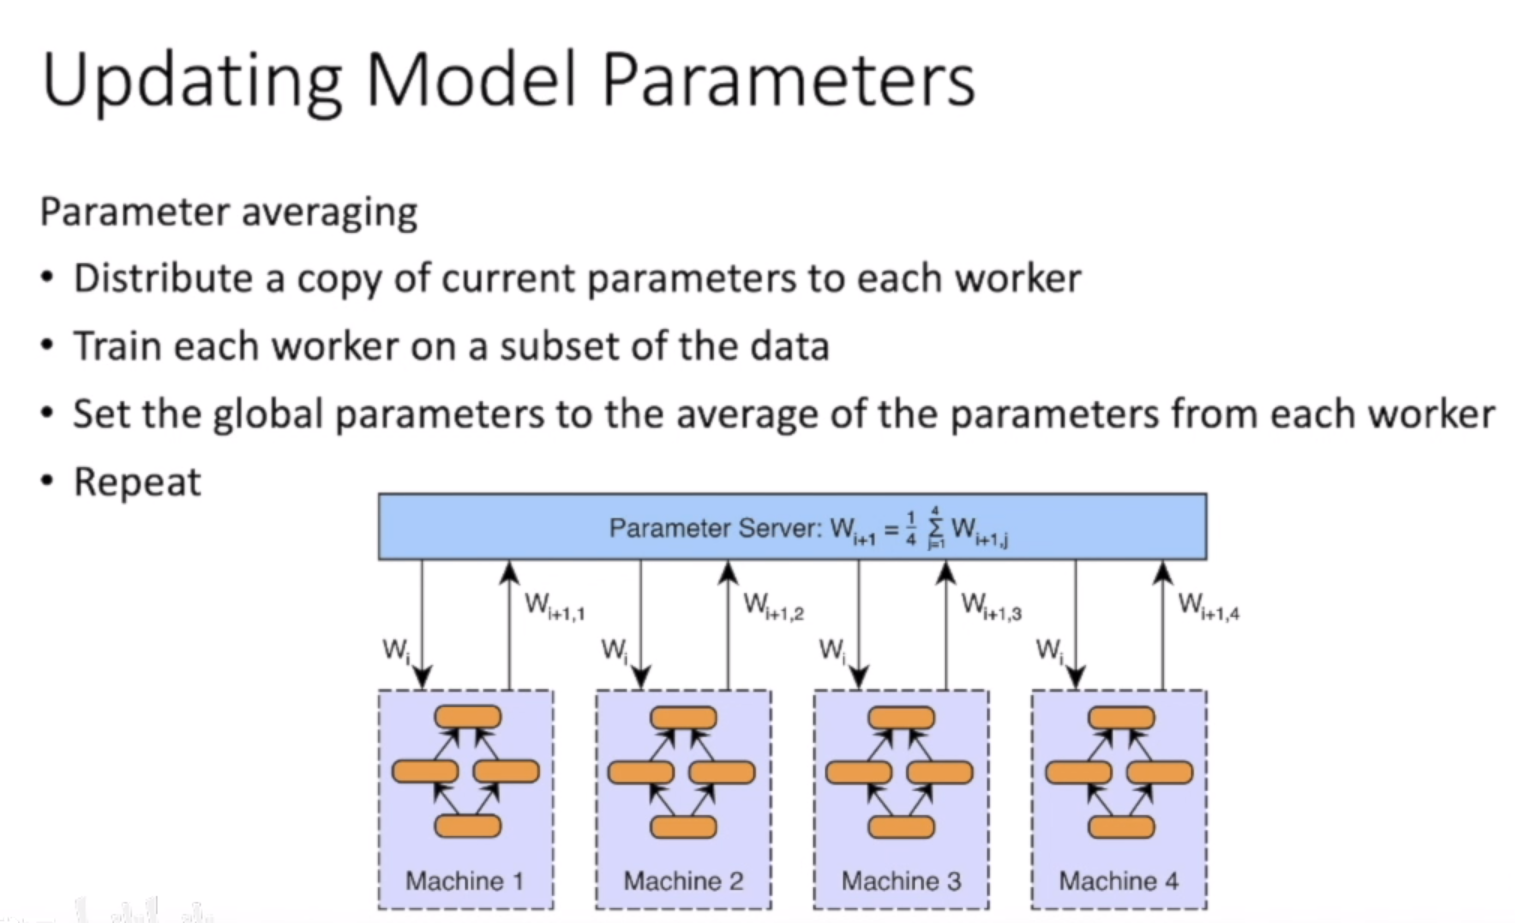 Updating Model Parameters
Parameter averaging
• Distribute a copy of current parameters to each worker
• Train each worker on a subset of the data
• Set the global parameters to the average of the parameters from each worker
• Repeat
Parameter Server: W_{i+1} = 1/4 Σ_{j=1}^{4} W_{i+1,j}
W_{i+1,1} W_{i+1,2} W_{i+1,3} W_{i+1,4}
W_i W_i W_i W_i
Machine 1 Machine 2 Machine 3 Machine 4